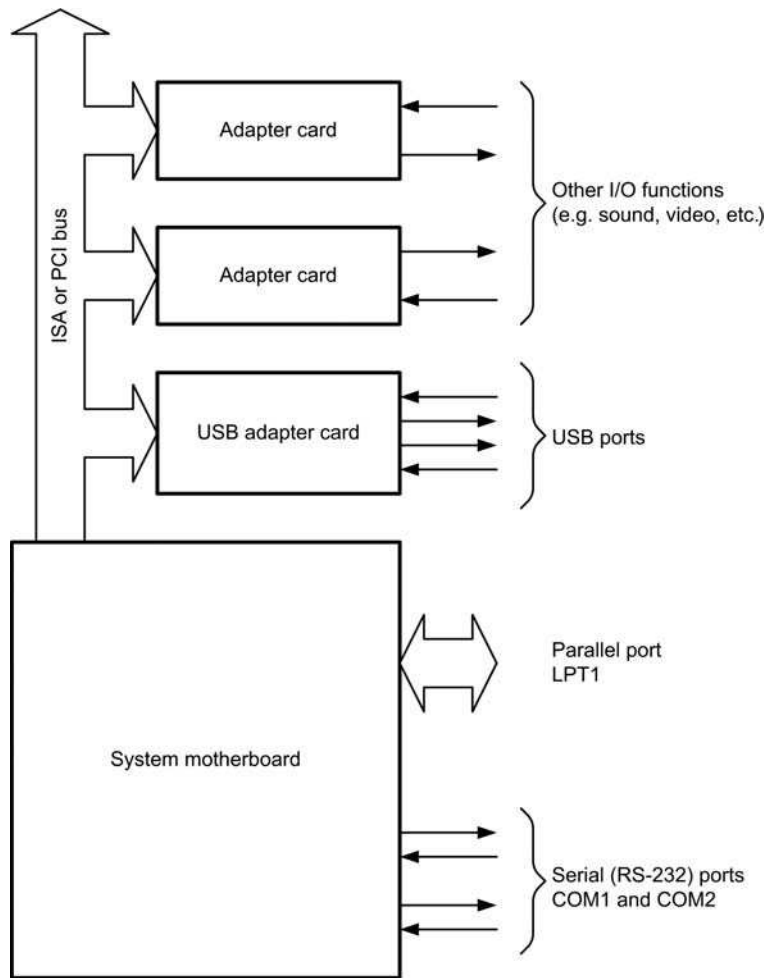 Adapter card
Other I/O functions
(e.g. sound, video, etc.)
ISA or PCI bus
Adapter card
USB adapter card
USB ports
Parallel port
LPT1
System motherboard
Serial (RS-232) ports
COM1 and COM2